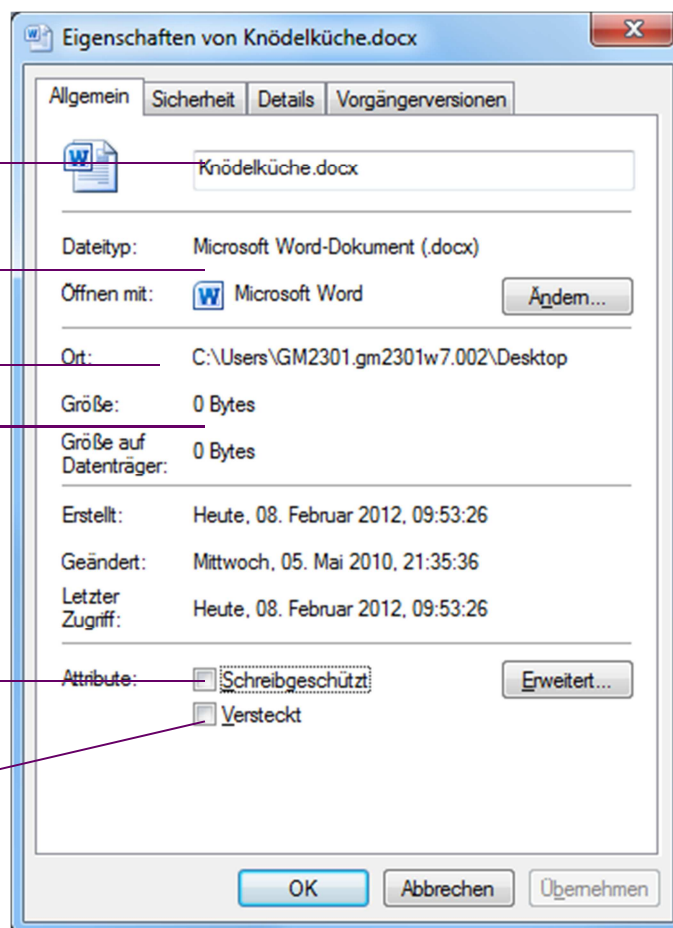 Eigenschaften von Knödelküche.docx
Allgemein Sicherheit Details Vorgängerversionen
Knödelküche.docx
Dateityp: Microsoft Word-Dokument (.docx)
Öffnen mit: Microsoft Word Ändern...
Ort: C:\Users\GM2301.gm2301w7.002\Desktop
Größe: 0 Bytes
Größe auf
Datenträger: 0 Bytes
Erstellt: Heute, 08. Februar 2012, 09:53:26
Geändert: Mittwoch, 05. Mai 2010, 21:35:36
Letzter
Zugriff: Heute, 08. Februar 2012, 09:53:26
Attribute: Schreibgeschützt Erweitert...
Versteckt
OK Abbrechen Übernehmen